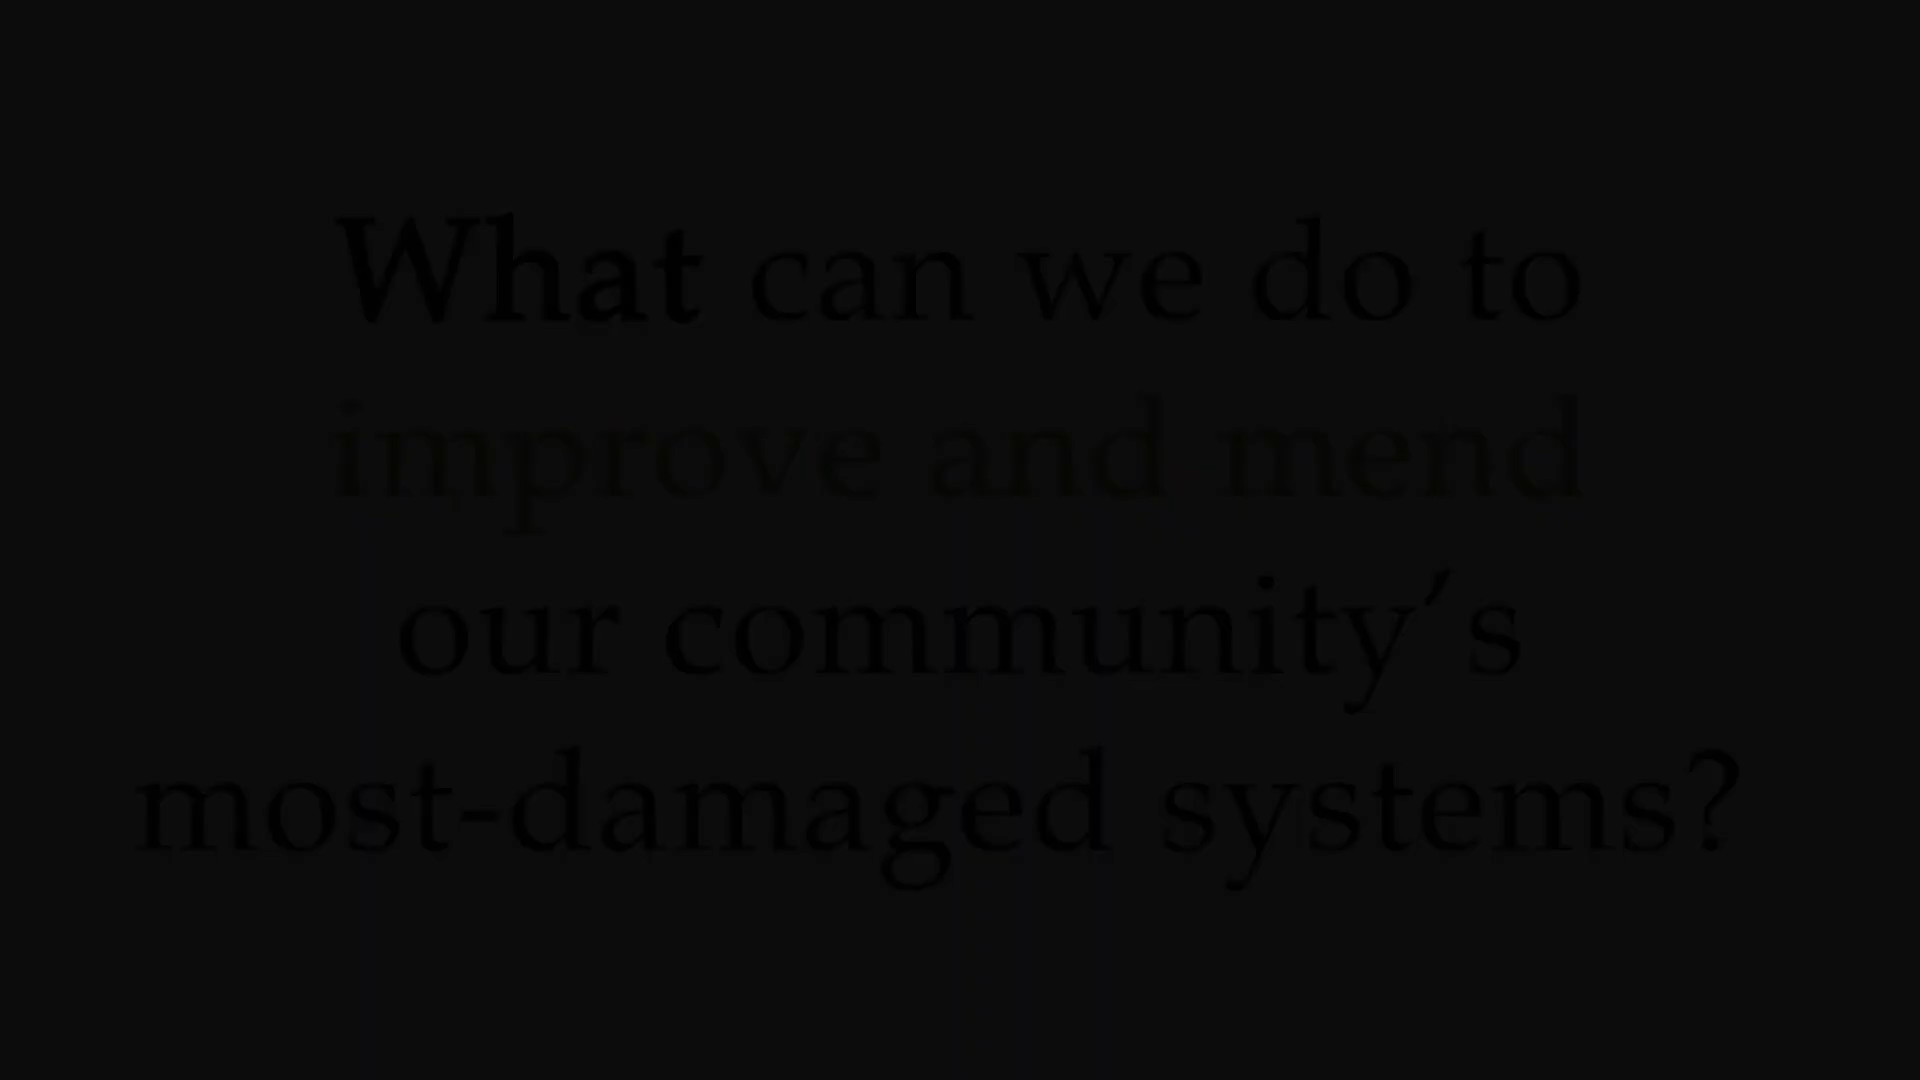 What can we do to
improve and mend
our community’s
most-damaged systems?